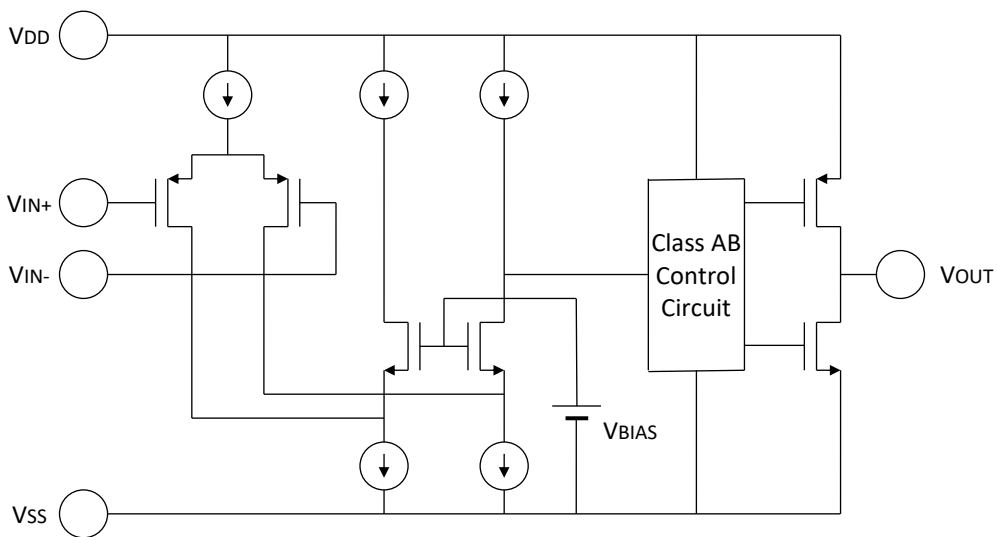 VDD
VIN+
VIN-
Class AB
Control
Circuit
VOUT
VBIAS
VSS